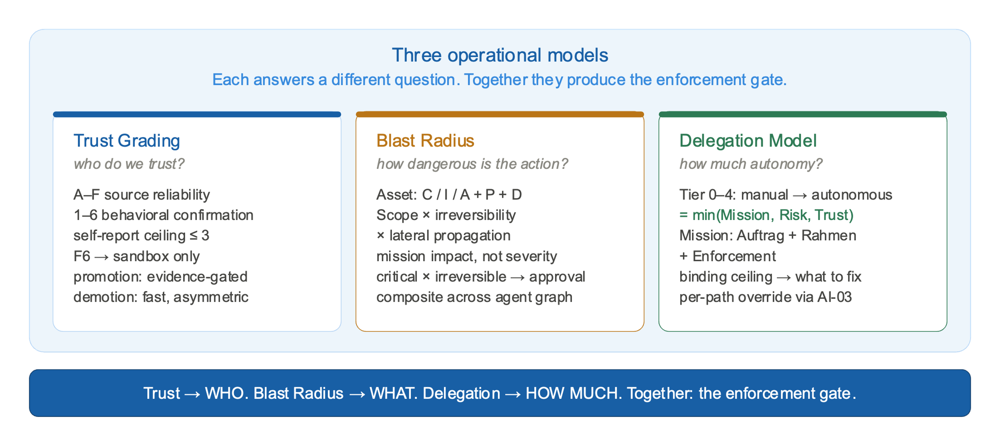 Three operational models
Each answers a different question. Together they produce the enforcement gate.
Trust Grading
who do we trust?
A–F source reliability
1–6 behavioral confirmation
self-report ceiling ≤ 3
F6 → sandbox only
promotion: evidence-gated
demotion: fast, asymmetric
Blast Radius
how dangerous is the action?
Asset: C / I / A + P + D
Scope × irreversibility
× lateral propagation
mission impact, not severity
critical × irreversible → approval
composite across agent graph
Delegation Model
how much autonomy?
Tier 0–4: manual → autonomous
= min(Mission, Risk, Trust)
Mission: Auftrag + Rahmen
+ Enforcement
binding ceiling → what to fix
per-path override via AI-03
Trust → WHO. Blast Radius → WHAT. Delegation → HOW MUCH. Together: the enforcement gate.